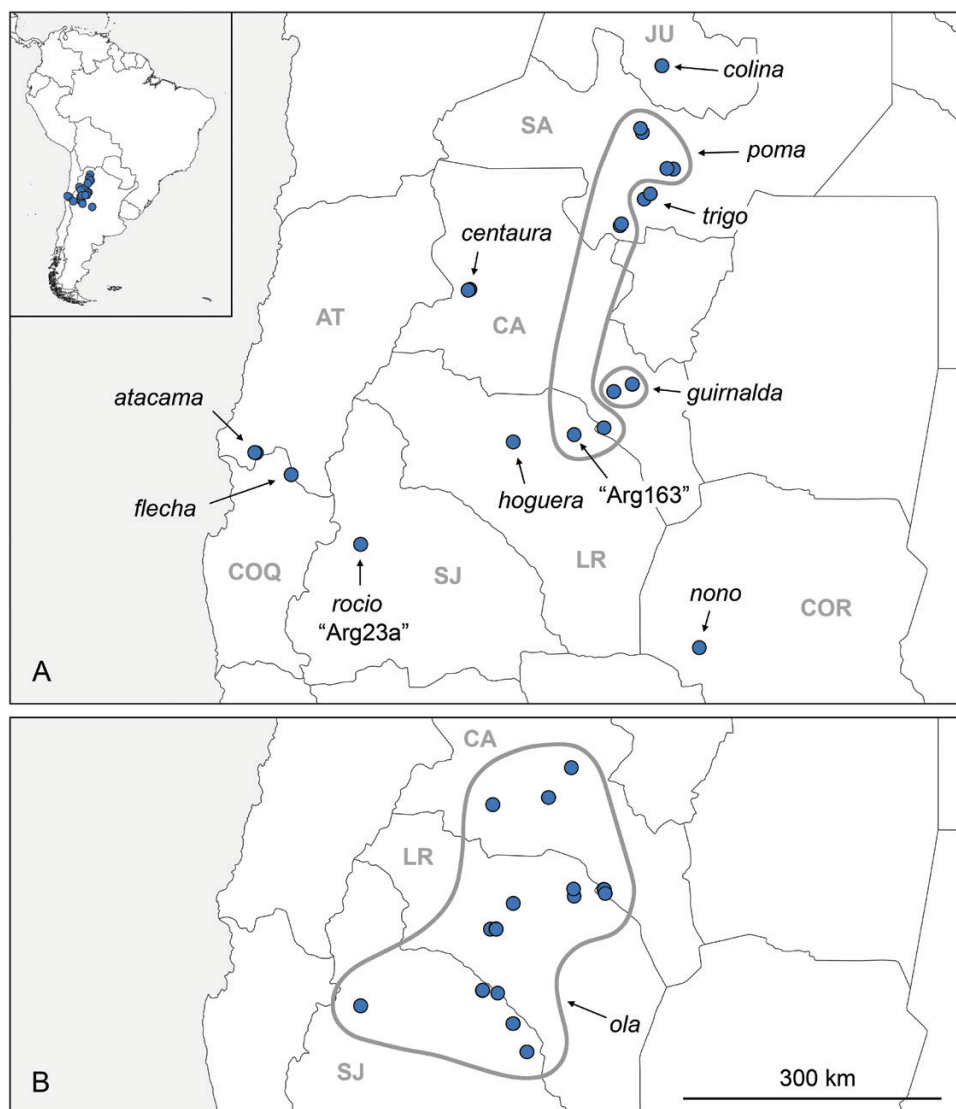 JU
colina
SA
poma
trigo
centaura
AT
CA
guirnalda
atacama
"Arg163"
hoguera
flecha
COQ
SJ
LR
rocio
"Arg23a"
nono
COR
A
CA
LR
ola
SJ
B
300 km